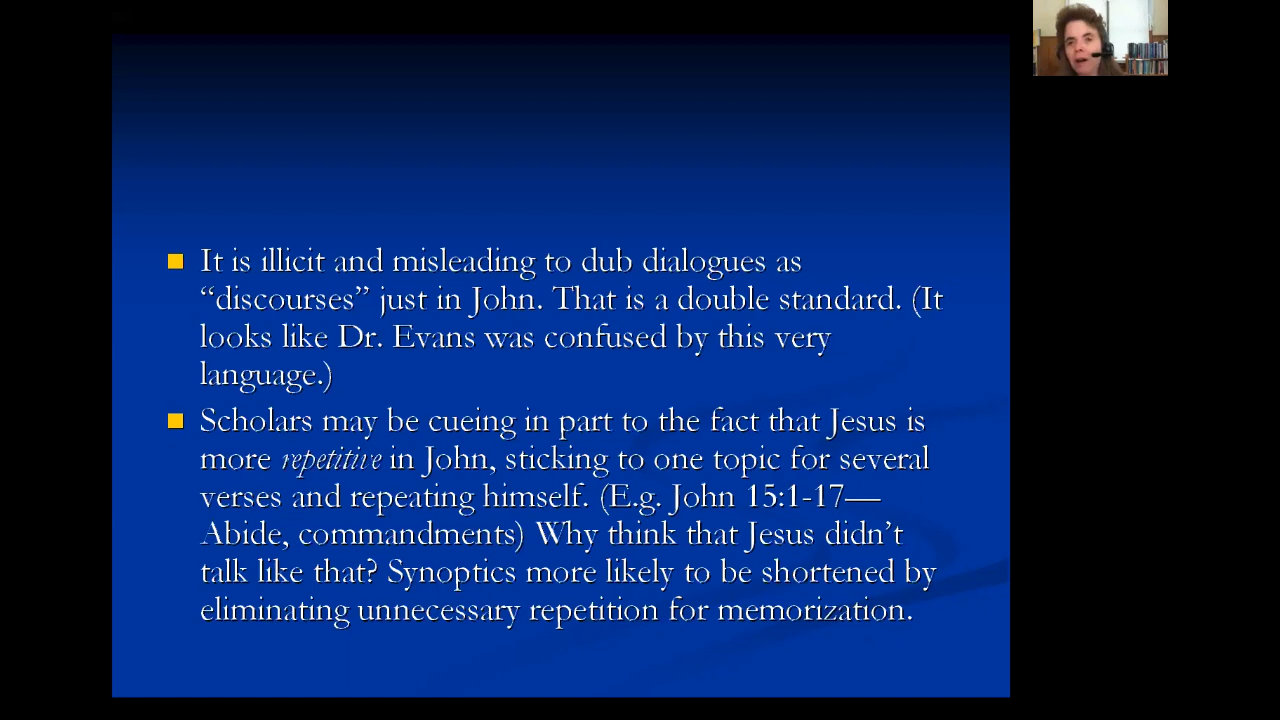 It is illicit and misleading to dub dialogues as
“discourses” just in John. That is a double standard. (It
looks like Dr. Evans was confused by this very
language.)
Scholars may be cueing in part to the fact that Jesus is
more repetitive in John, sticking to one topic for several
verses and repeating himself. (E.g. John 15:1-17—
Abide, commandments) Why think that Jesus didn’t
talk like that? Synoptics more likely to be shortened by
eliminating unnecessary repetition for memorization.